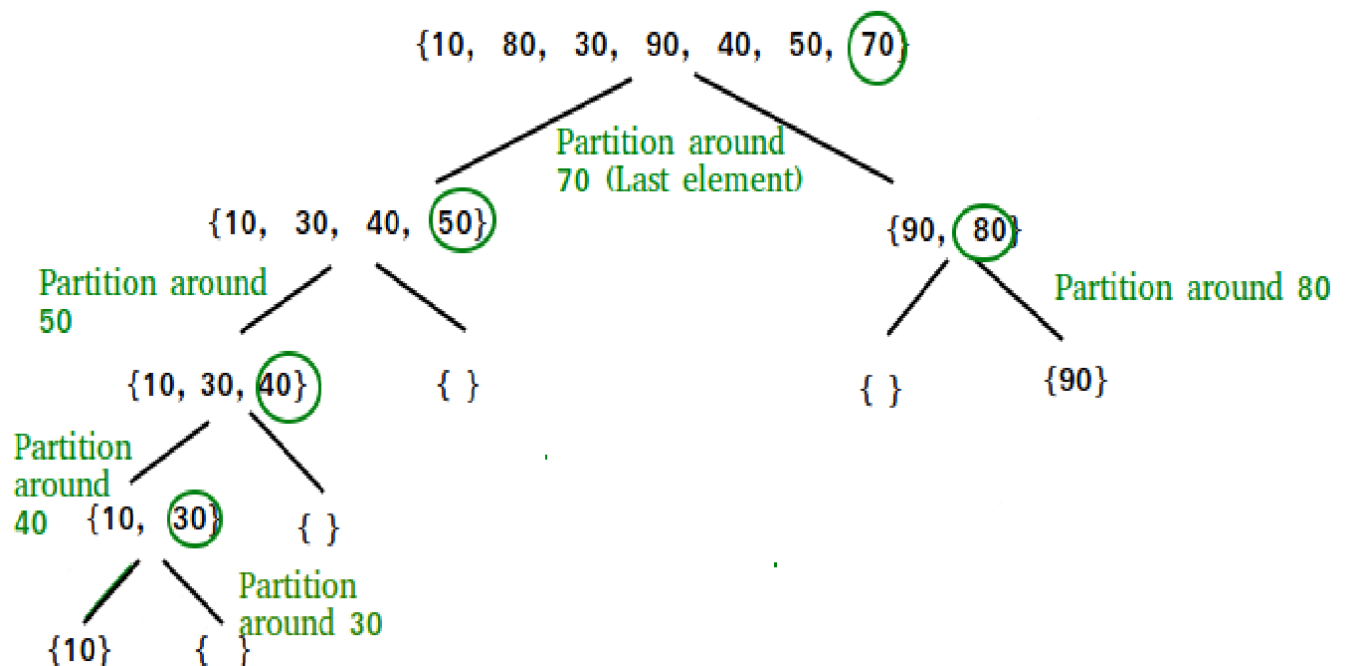 {10, 80, 30, 90, 40, 50, 70}
Partition around
70 (Last element)
{10, 30, 40, 50}
{90, 80}
Partition around
50
Partition around 80
{10, 30, 40}
{ }
{ }
{90}
Partition
around
40
{10, 30}
{ }
Partition
around 30
{10}
{ }